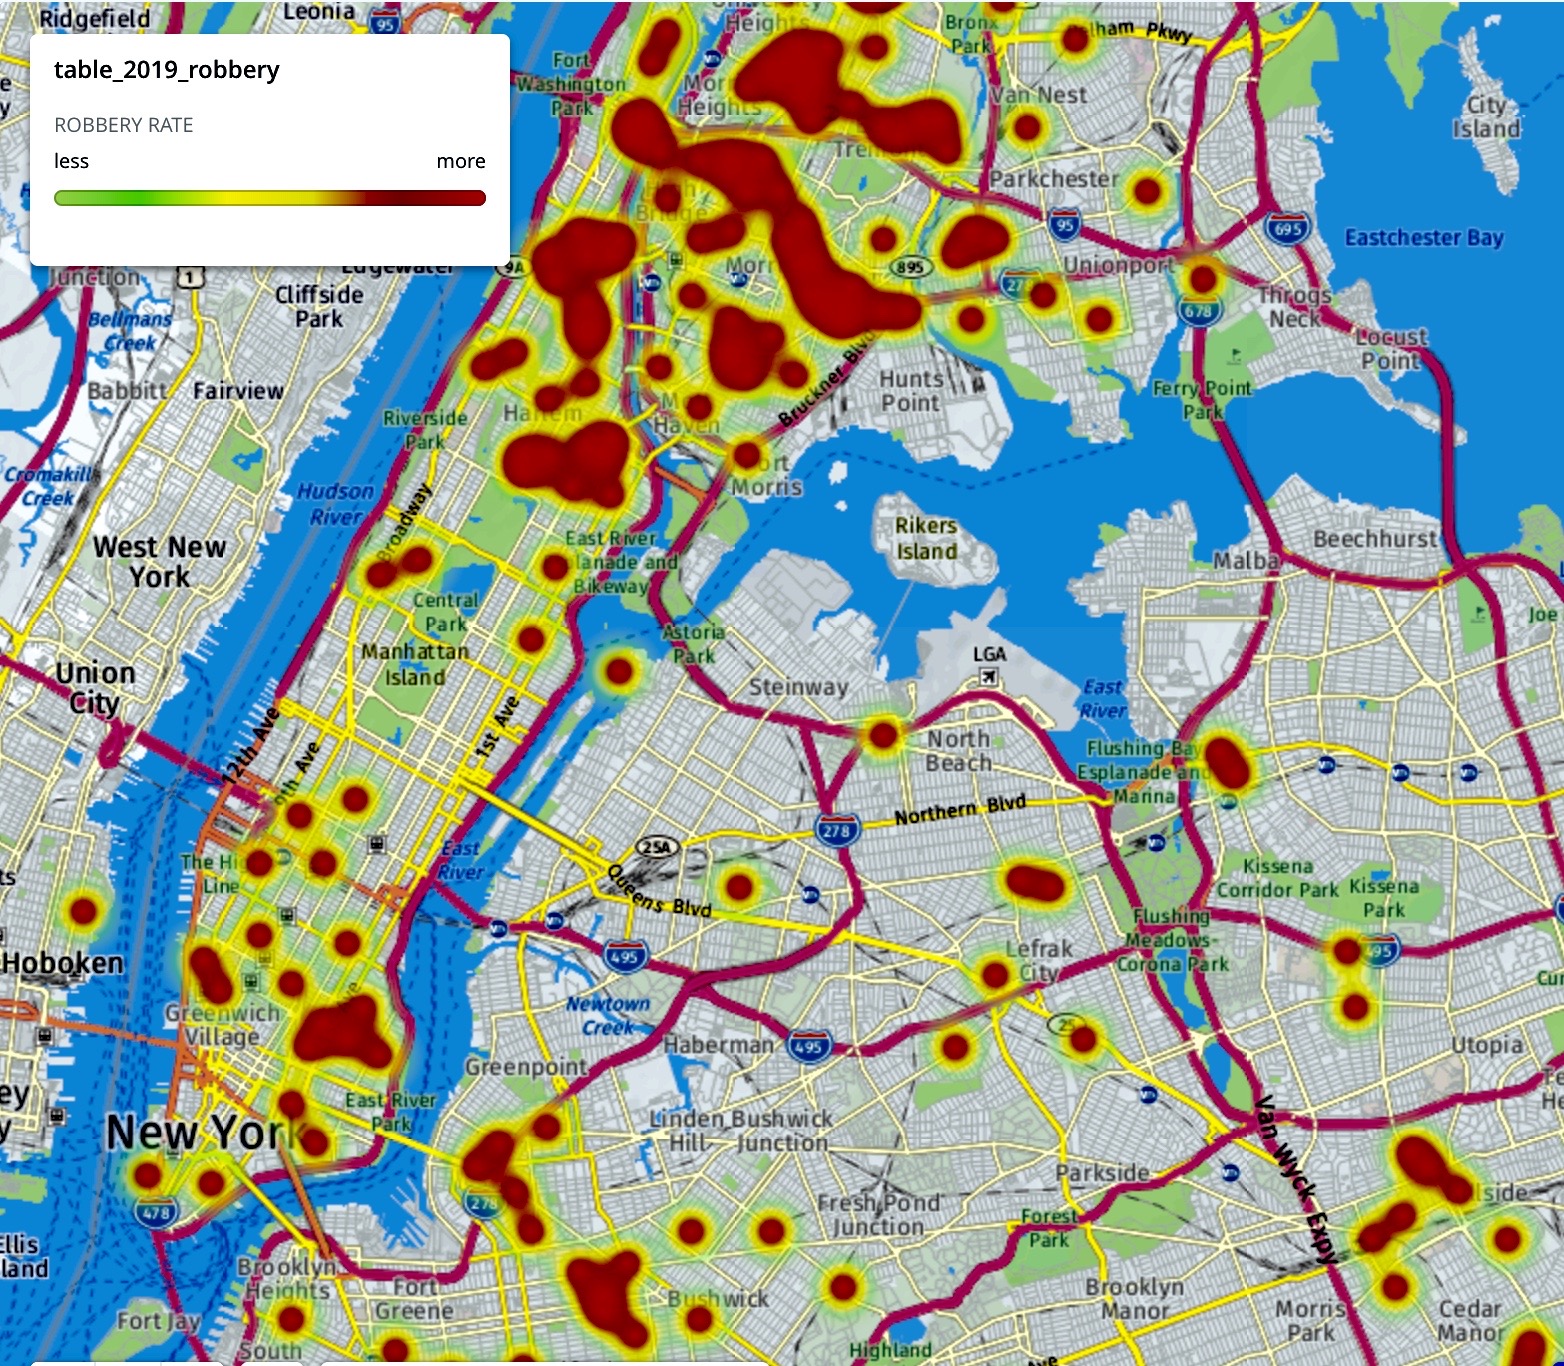 Ridgefield
Leonia
95
Heights
Bronx
Park
Pkwy
table_2019_robbery
ROBBERY RATE
less
more
Fort
Washington
Park
Heights
Van Nest
City
Island
Bridge
Parkchester
95
695
Eastchester Bay
Junction
1
Edgewater
9A
895
Unionport
Cliffside
Park
Bellmans
Creek
678
Throgs
Neck
Locust
Point
Babbitt
Fairview
Riverside
Park
Harlem
Haven
Bruckner Blvd
Hunts
Point
Ferry Point
Park
Cromakill
Creek
Hudson
River
Broadway
Morris
Rikers
Island
West New
York
East River
Bikeway
Malba
Beechhurst
Central
Park
Joe
Manhattan
Island
Astoria
Park
Union
City
Steinway
LGA
East
River
12th Ave
9th Ave
1st Ave
North
Beach
Flushing Bay
Esplanade and
Marina
Northern Blvd
278
25A
East
River
The Hi
Line
Queens Blvd
Kissena
Corridor Park
Kissena
Park
Hoboken
495
Lefrak
City
Flushing
Meadows-
Corona Park
495
Greenwich
Village
Newtown
Creek
Haberman
495
25
Utopia
Greenpoint
East River
Park
New York
Linden
Hill
Bushwick
Junction
Van Wyck Expy
Parkside
478
278
Fresh Pond
Junction
Forest
Park
Ellis
Island
Brooklyn
Heights
Fort
Greene
Bushwick
Brooklyn
Manor
Morris
Park
Cedar
Manor
Fort Jay
South
Highland
Ave